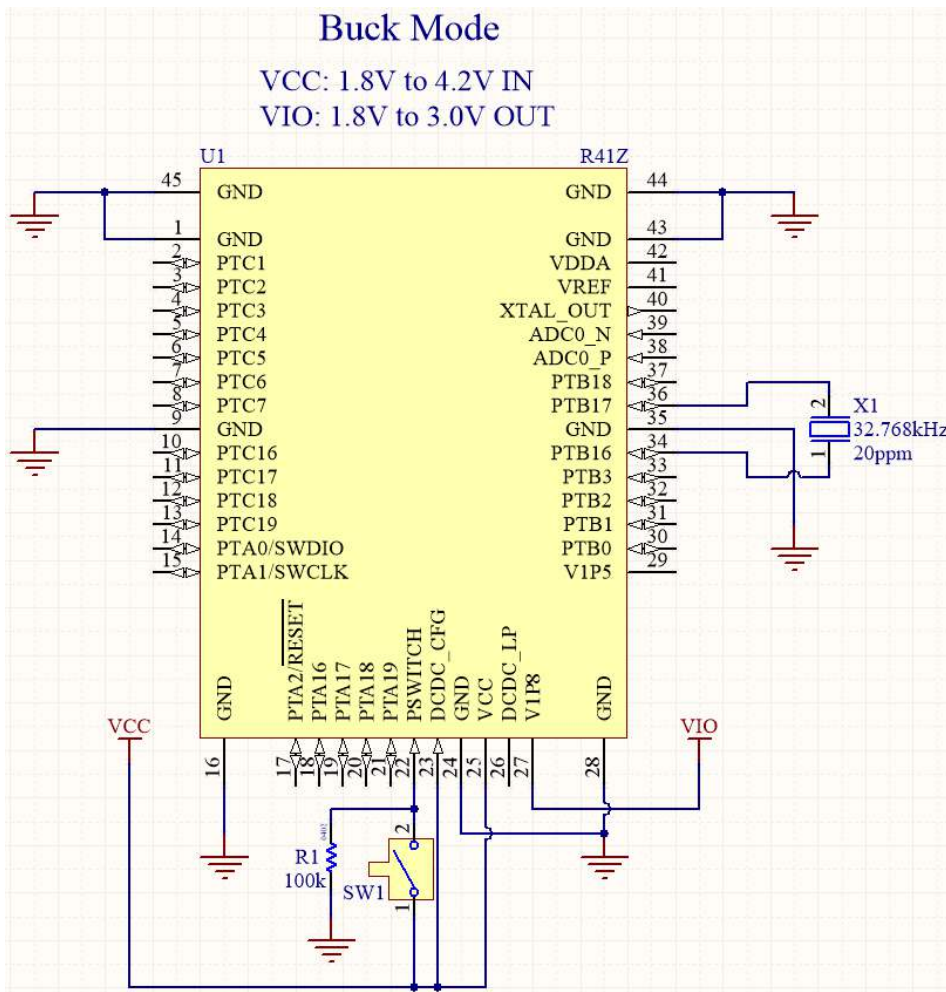 Buck Mode
VCC: 1.8V to 4.2V IN
VIO: 1.8V to 3.0V OUT
U1
R41Z
45 GND GND 44
1 GND GND 43
2 PTC1 VDDA 42
3 PTC2 VREF 41
4 PTC3 XTAL_OUT 40
5 PTC4 ADC0_N 39
6 PTC5 ADC0_P 38
7 PTC6 PTB18 37
8 PTC7 PTB17 36
9 GND GND 35
10 PTC16 PTB16 34
11 PTC17 PTB3 33
12 PTC18 PTB2 32
13 PTC19 PTB1 31
14 PTA0/SWDIO PTB0 30
15 PTA1/SWCLK V1P5 29
2
X1
32.768kHz
20ppm
1
GND
PTA2/RESET
PTA16
PTA17
PTA18
PTA19
PSWITCH
DCDC_CFG
GND
VCC
DCDC_LP
V1P8
GND
VCC
VIO
16
17
18
19
20
21
22
23
24
25
26
27
28
0402
R1
100k
2
SW1
1